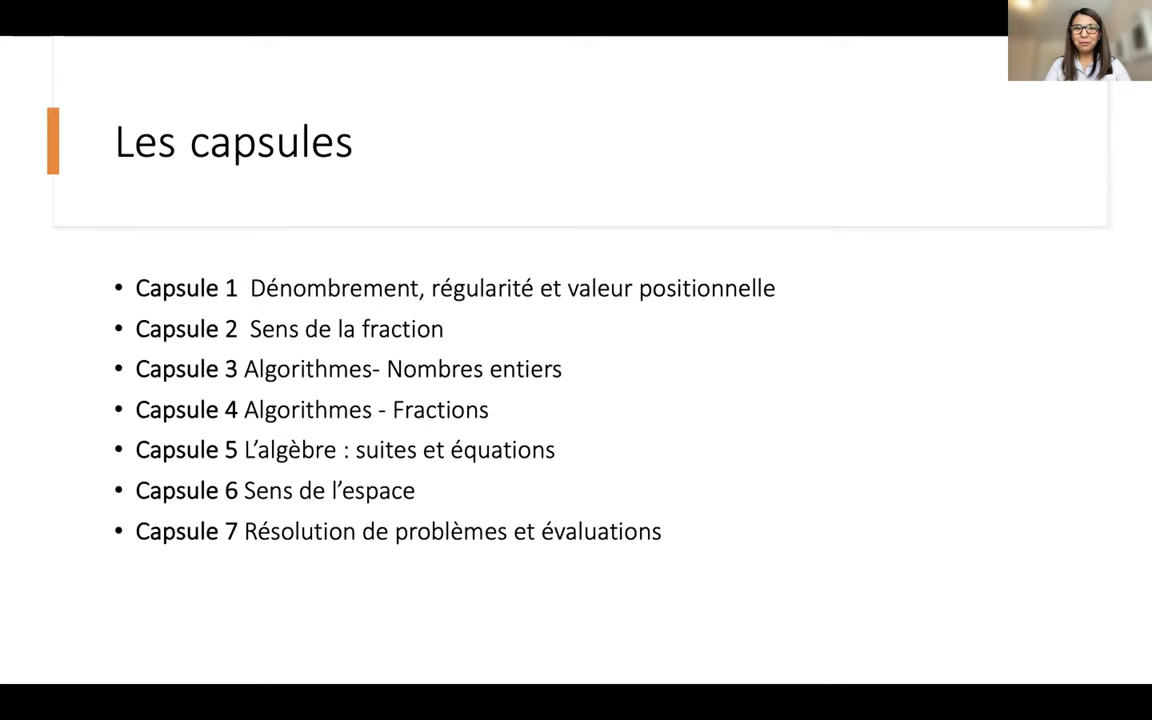 Les capsules
• Capsule 1 Dénombrement, régularité et valeur positionnelle
• Capsule 2 Sens de la fraction
• Capsule 3 Algorithmes- Nombres entiers
• Capsule 4 Algorithmes - Fractions
• Capsule 5 L’algèbre : suites et équations
• Capsule 6 Sens de l’espace
• Capsule 7 Résolution de problèmes et évaluations